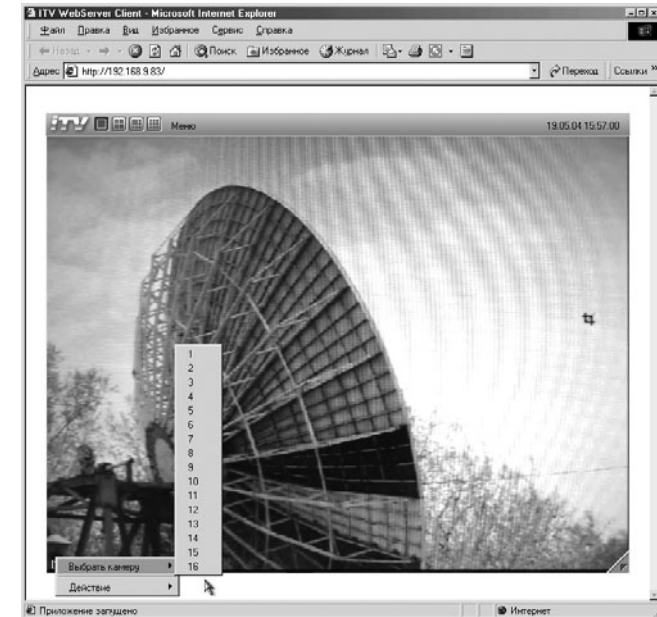 ITV WebServer Client - Microsoft Internet Explorer
Файл Правка Вид Избранное Сервис Справка
Назад Поиск Избранное Журнал
Адрес http://192.168.9.83/ Переход Ссылки »
iTV Меню 19.05.04 15:57:00
1
2
3
4
5
6
7
8
9
10
11
12
13
14
15
16
Выбрать камеру
Действие
Приложение запущено Интернет